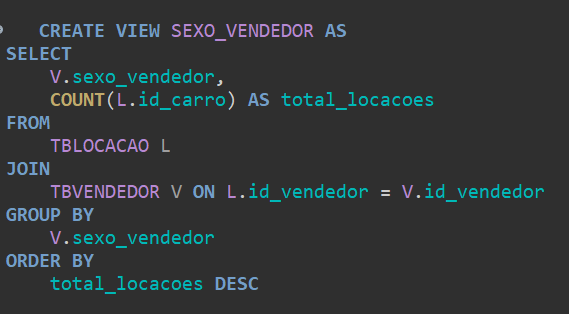 CREATE VIEW SEXO_VENDEDOR AS
SELECT
V.sexo_vendedor,
COUNT(L.id_carro) AS total_locacoes
FROM
TBLOCACAO L
JOIN
TBVENDEDOR V ON L.id_vendedor = V.id_vendedor
GROUP BY
V.sexo_vendedor
ORDER BY
total_locacoes DESC